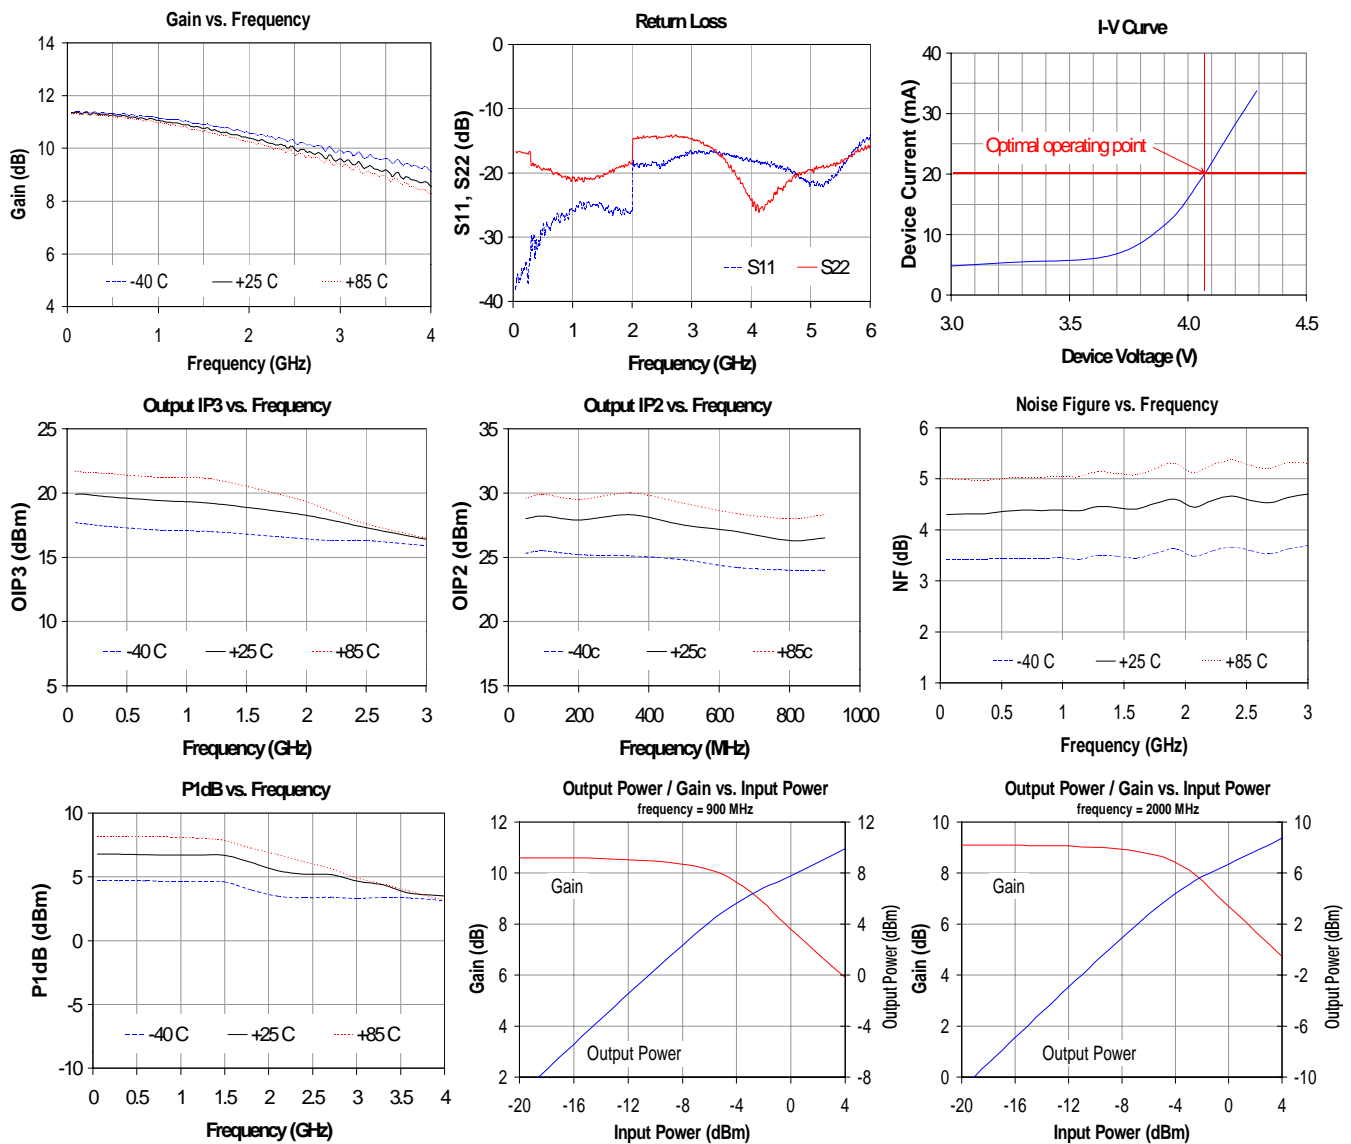 Gain vs. Frequency
14
12
10
8
6
4
Gain (dB)
-40 C
+25 C
+85 C
0
1
2
3
4
Frequency (GHz)
Return Loss
0
-10
-20
-30
-40
S11, S22 (dB)
S11
S22
0
1
2
3
4
5
6
Frequency (GHz)
I-V Curve
40
30
20
10
0
Device Current (mA)
Optimal operating point
3.0
3.5
4.0
4.5
Device Voltage (V)
Output IP3 vs. Frequency
25
20
15
10
5
OIP3 (dBm)
-40 C
+25 C
+85 C
0
0.5
1
1.5
2
2.5
3
Frequency (GHz)
Output IP2 vs. Frequency
35
30
25
20
15
OIP2 (dBm)
-40c
+25c
+85c
0
200
400
600
800
1000
Frequency (MHz)
Noise Figure vs. Frequency
6
5
4
3
2
1
NF (dB)
-40 C
+25 C
+85 C
0
0.5
1
1.5
2
2.5
3
Frequency (GHz)
P1dB vs. Frequency
10
5
0
-5
-10
P1dB (dBm)
-40 C
+25 C
+85 C
0
0.5
1
1.5
2
2.5
3
3.5
4
Frequency (GHz)
Output Power / Gain vs. Input Power
frequency = 900 MHz
12
10
8
6
4
2
Gain (dB)
Gain
Output Power
12
8
4
0
-4
-8
Output Power (dBm)
-20
-16
-12
-8
-4
0
4
Input Power (dBm)
Output Power / Gain vs. Input Power
frequency = 2000 MHz
10
8
6
4
2
0
Gain (dB)
Gain
Output Power
10
6
2
-2
-6
-10
Output Power (dBm)
-20
-16
-12
-8
-4
0
4
Input Power (dBm)